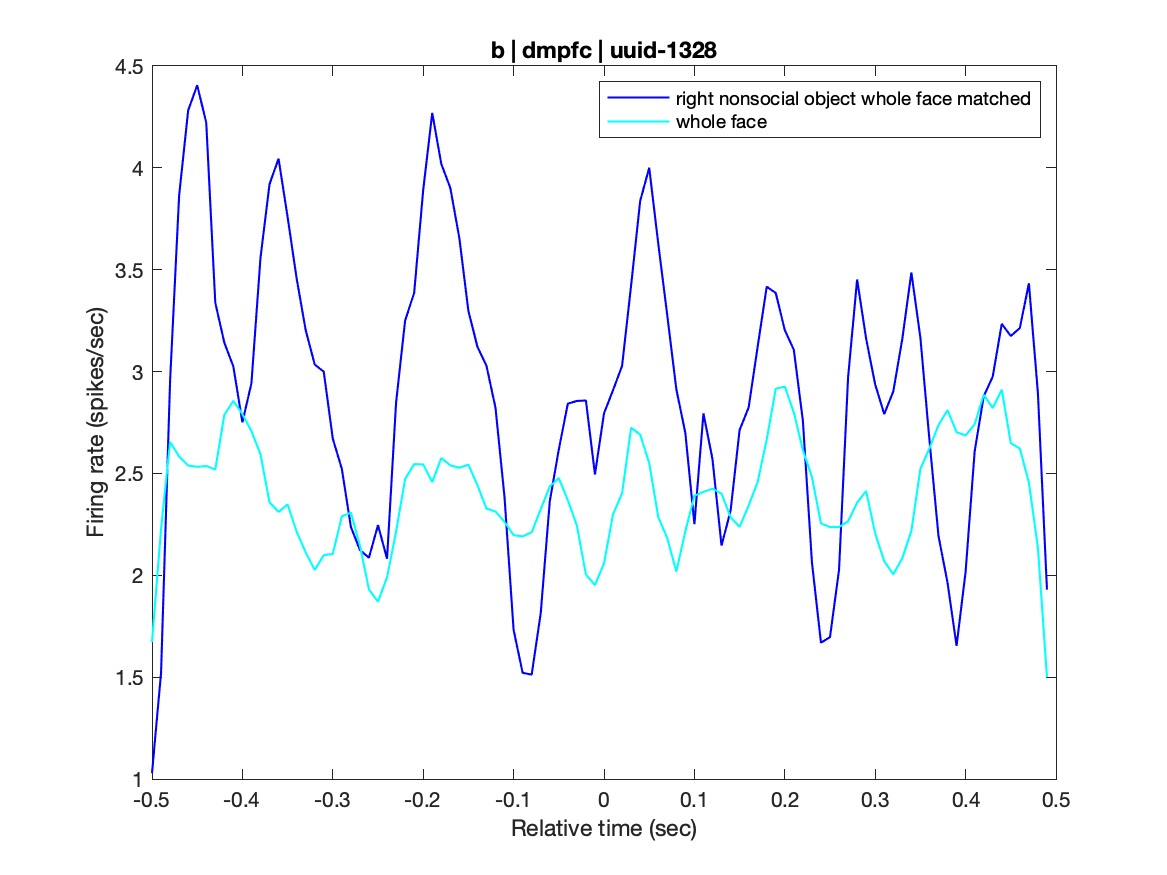 b | dmpfc | uuid-1328
right nonsocial object whole face matched
whole face
4.5
4
3.5
3
2.5
2
1.5
1
Firing rate (spikes/sec)
-0.5 -0.4 -0.3 -0.2 -0.1 0 0.1 0.2 0.3 0.4 0.5
Relative time (sec)